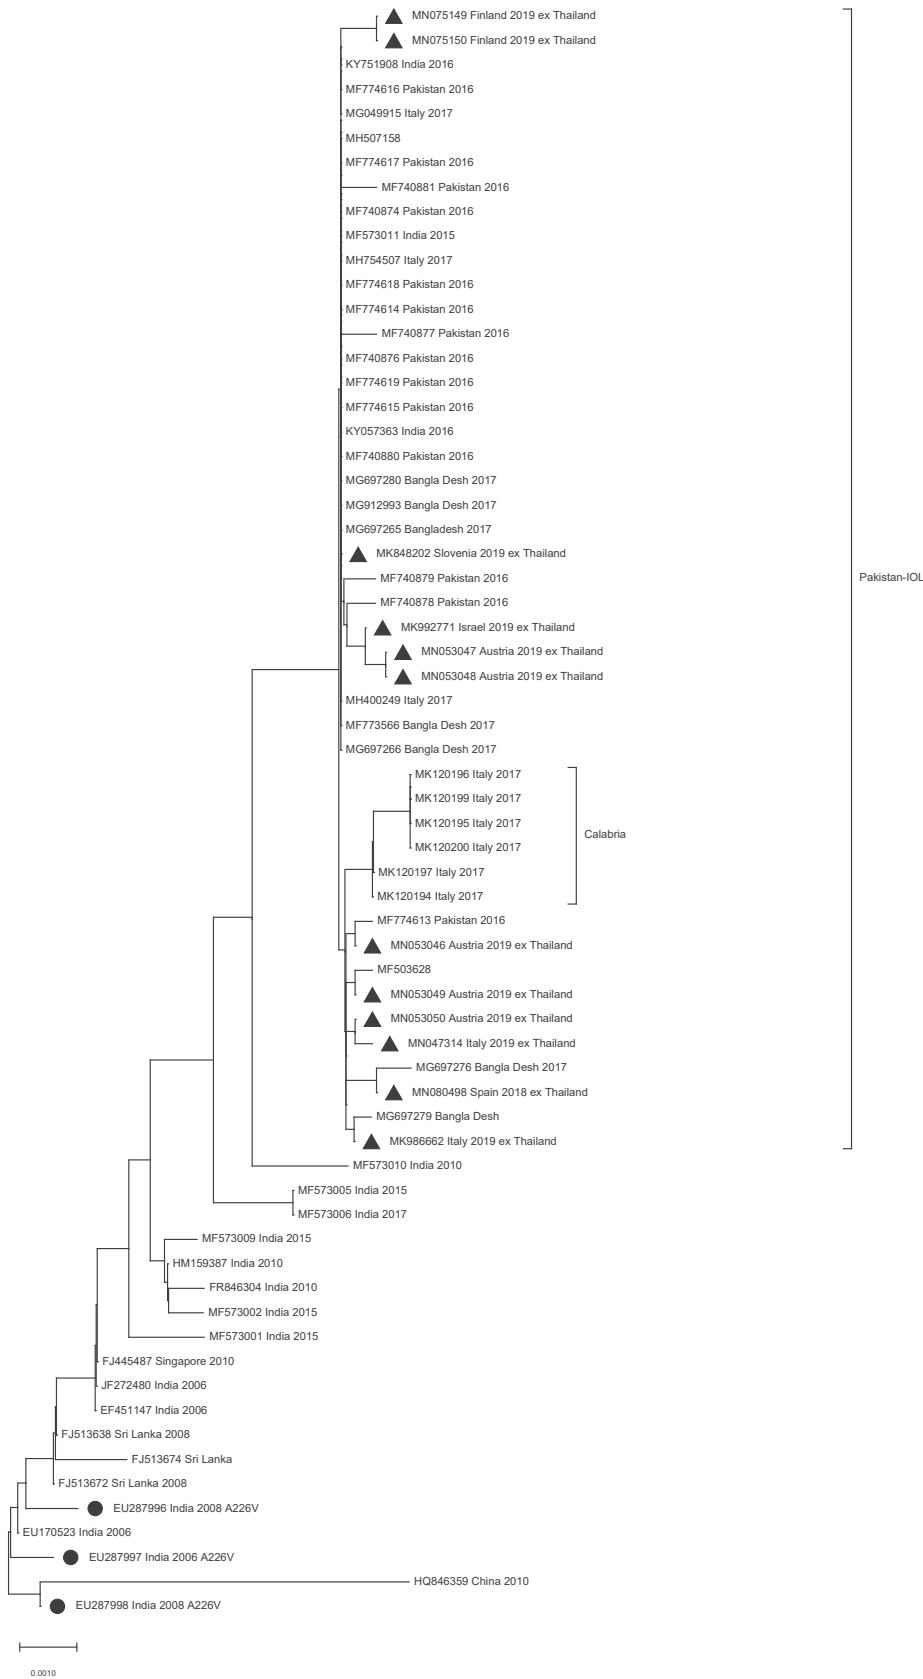 MN075149 Finland 2019 ex Thailand
MN075150 Finland 2019 ex Thailand
KY751908 India 2016
MF774616 Pakistan 2016
MG049915 Italy 2017
MH507158
MF774617 Pakistan 2016
MF740881 Pakistan 2016
MF740874 Pakistan 2016
MF573011 India 2015
MH754507 Italy 2017
MF774618 Pakistan 2016
MF774614 Pakistan 2016
MF740877 Pakistan 2016
MF740876 Pakistan 2016
MF774619 Pakistan 2016
MF774615 Pakistan 2016
KY057363 India 2016
MF740880 Pakistan 2016
MG697280 Bangla Desh 2017
MG912993 Bangla Desh 2017
MG697265 Bangladesh 2017
MK848202 Slovenia 2019 ex Thailand
Pakistan-IOL
MF740879 Pakistan 2016
MF740878 Pakistan 2016
MK992771 Israel 2019 ex Thailand
MN053047 Austria 2019 ex Thailand
MN053048 Austria 2019 ex Thailand
MH400249 Italy 2017
MF773566 Bangla Desh 2017
MG697266 Bangla Desh 2017
MK120196 Italy 2017
MK120199 Italy 2017
MK120195 Italy 2017
Calabria
MK120200 Italy 2017
MK120197 Italy 2017
MK120194 Italy 2017
MF774613 Pakistan 2016
MN053046 Austria 2019 ex Thailand
MF503628
MN053049 Austria 2019 ex Thailand
MN053050 Austria 2019 ex Thailand
MN047314 Italy 2019 ex Thailand
MG697276 Bangla Desh 2017
MN080498 Spain 2018 ex Thailand
MG697279 Bangla Desh
MK986662 Italy 2019 ex Thailand
MF573010 India 2010
MF573005 India 2015
MF573006 India 2017
MF573009 India 2015
HM159387 India 2010
FR846304 India 2010
MF573002 India 2015
MF573001 India 2015
FJ445487 Singapore 2010
JF272480 India 2006
EF451147 India 2006
FJ513638 Sri Lanka 2008
FJ513674 Sri Lanka
FJ513672 Sri Lanka 2008
EU287996 India 2008 A226V
EU170523 India 2006
EU287997 India 2006 A226V
HQ846359 China 2010
EU287998 India 2008 A226V
0.0010